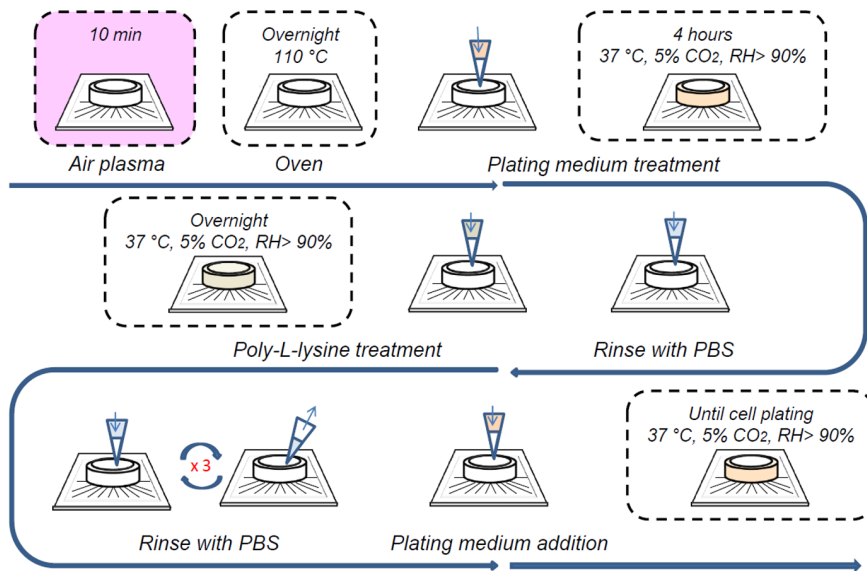 10 min
Overnight
110 °C
4 hours
37 °C, 5% CO2, RH> 90%
Air plasma
Oven
Plating medium treatment
Overnight
37 °C, 5% CO2, RH> 90%
Poly-L-lysine treatment
Rinse with PBS
x 3
Until cell plating
37 °C, 5% CO2, RH> 90%
Rinse with PBS
Plating medium addition